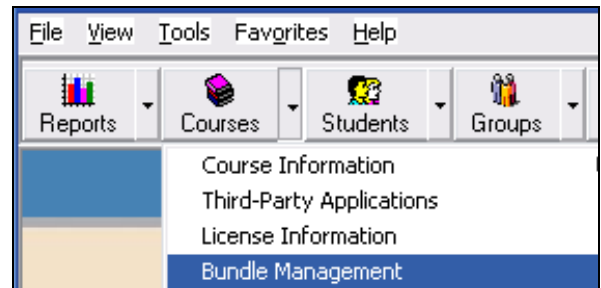 File View Tools Favorites Help
Reports Courses Students Groups
Course Information
Third-Party Applications
License Information
Bundle Management